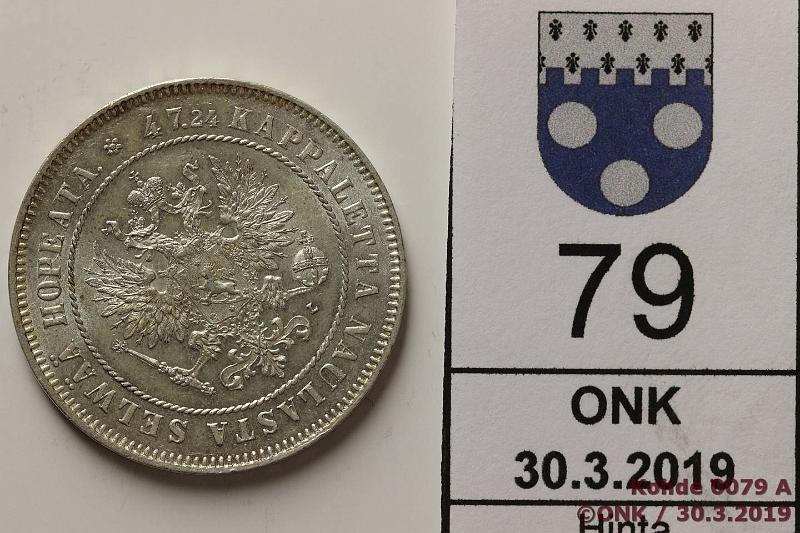 * 47.24 KAPPALETTA NAULASTA SELWÄÄ HOPEATA.
L
79
ONK
30.3.2019
Hinta
Kohde 0079 A
©ONK / 30.3.2019